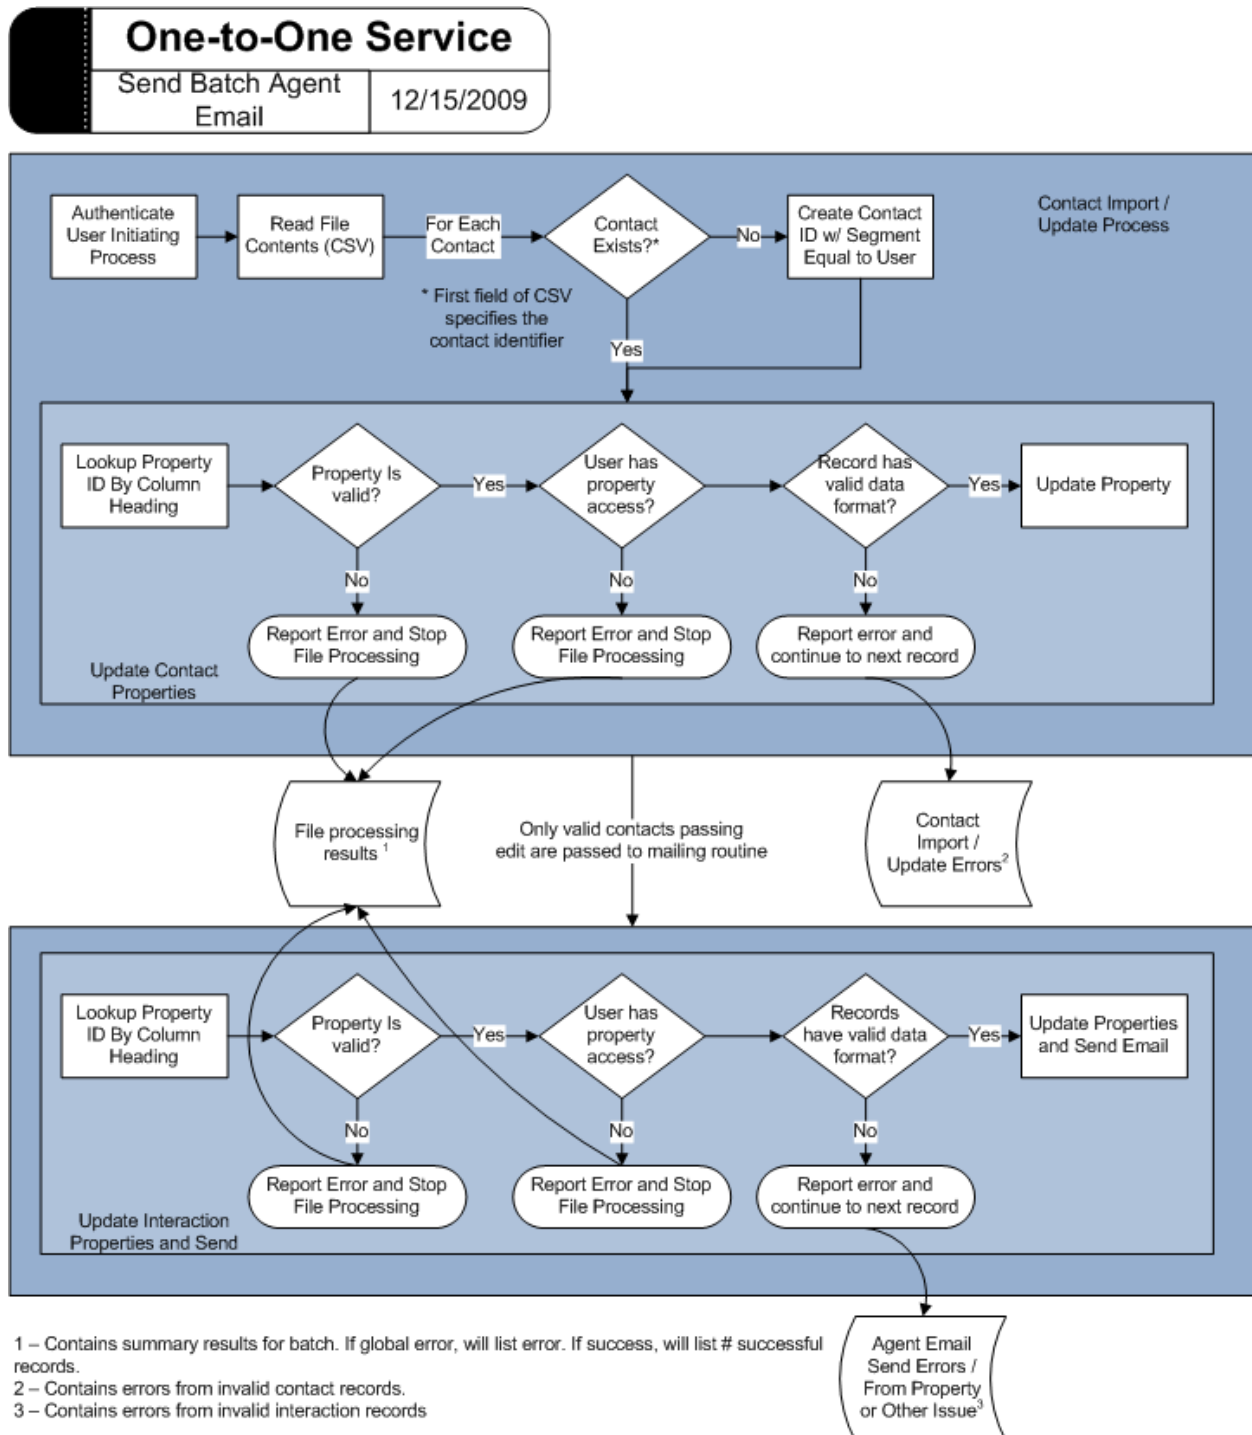 One-to-One Service
Send Batch Agent
Email
12/15/2009
Contact Import /
Update Process
Authenticate
User Initiating
Process
Read File
Contents (CSV)
For Each
Contact
Contact
Exists?*
No
Create Contact
ID w/ Segment
Equal to User
* First field of CSV
specifies the
contact identifier
Yes
Lookup Property
ID By Column
Heading
Property Is
valid?
Yes
User has
property
access?
Record has
valid data
format?
Yes
Update Property
No
No
No
Report Error and Stop
File Processing
Report Error and Stop
File Processing
Report error and
continue to next record
Update Contact
Properties
File processing
results 1
Only valid contacts passing
edit are passed to mailing routine
Contact
Import /
Update Errors2
Lookup Property
ID By Column
Heading
Property Is
valid?
Yes
User has
property
access?
Records
have valid data
format?
Yes
Update Properties
and Send Email
No
No
No
Report Error and Stop
File Processing
Report Error and Stop
File Processing
Report error and
continue to next record
Update Interaction
Properties and Send
1 – Contains summary results for batch. If global error, will list error. If success, will list # successful
records.
2 – Contains errors from invalid contact records.
3 – Contains errors from invalid interaction records
Agent Email
Send Errors /
From Property
or Other Issue3